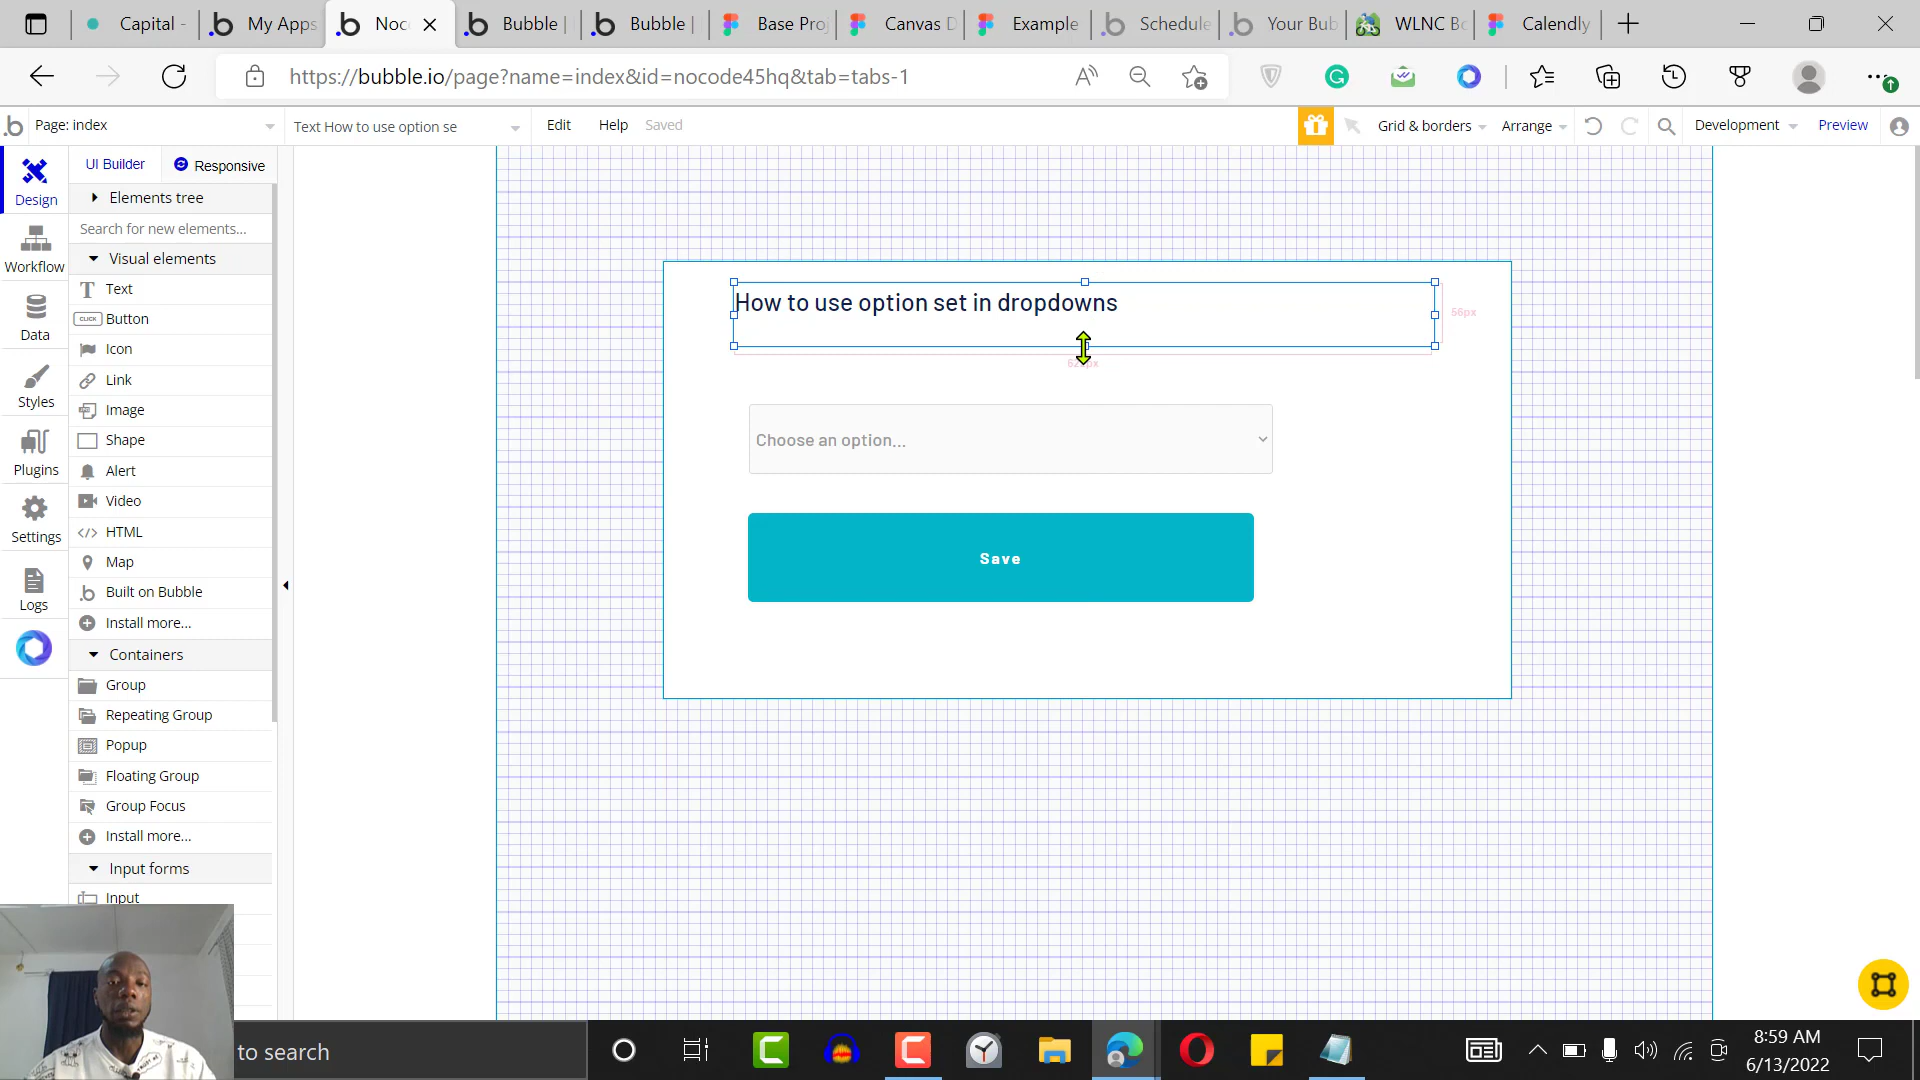 Capital -
My Apps
Noc
Bubble |
Bubble |
Base Proj
Canvas D
Example
Schedule
Your Bub
WLNC Bo
Calendly
https://bubble.io/page?name=index&id=nocode45hq&tab=tabs-1
Page: index
Text How to use option se
Edit
Help
Saved
Grid & borders
Arrange
Development
Preview
Design
Workflow
Data
Styles
Plugins
Settings
Logs
UI Builder
Responsive
Elements tree
Search for new elements...
Visual elements
Text
CLICK
Button
Icon
Link
Image
Shape
Alert
Video
HTML
Map
Built on Bubble
Install more...
Containers
Group
Repeating Group
Popup
Floating Group
Group Focus
Install more...
Input forms
Input
How to use option set in dropdowns
56px
Choose an option...
Save
to search
8:59 AM
6/13/2022